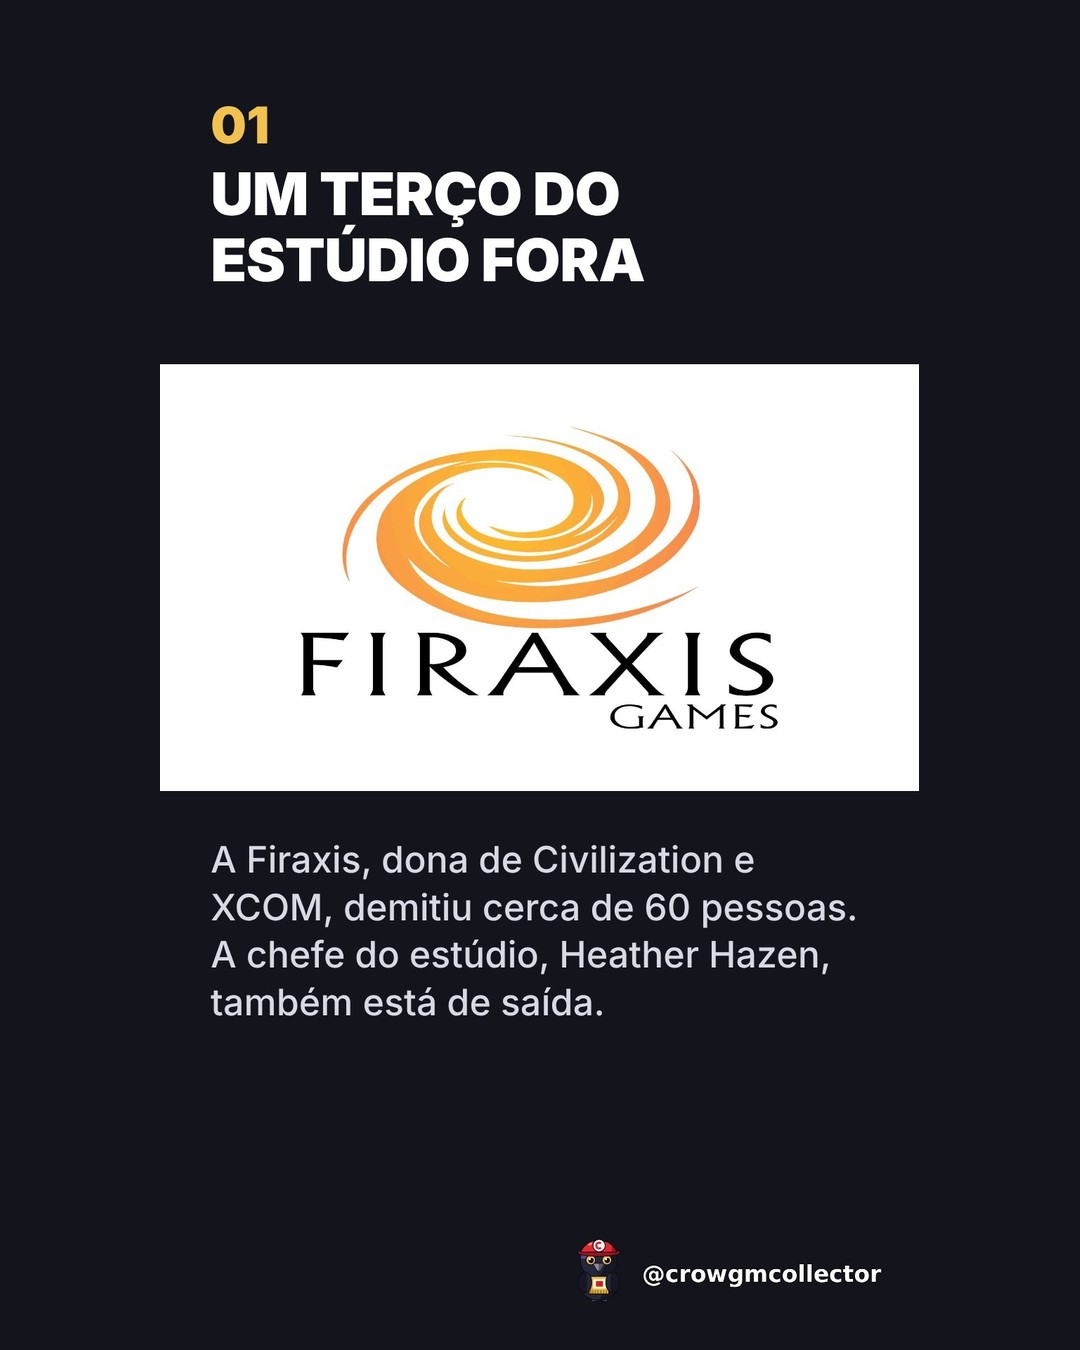 01
UM TERÇO DO
ESTÚDIO FORA
FIRAXIS
GAMES
A Firaxis, dona de Civilization e
XCOM, demitiu cerca de 60 pessoas.
A chefe do estúdio, Heather Hazen,
também está de saída.
C
@crowgmcollector